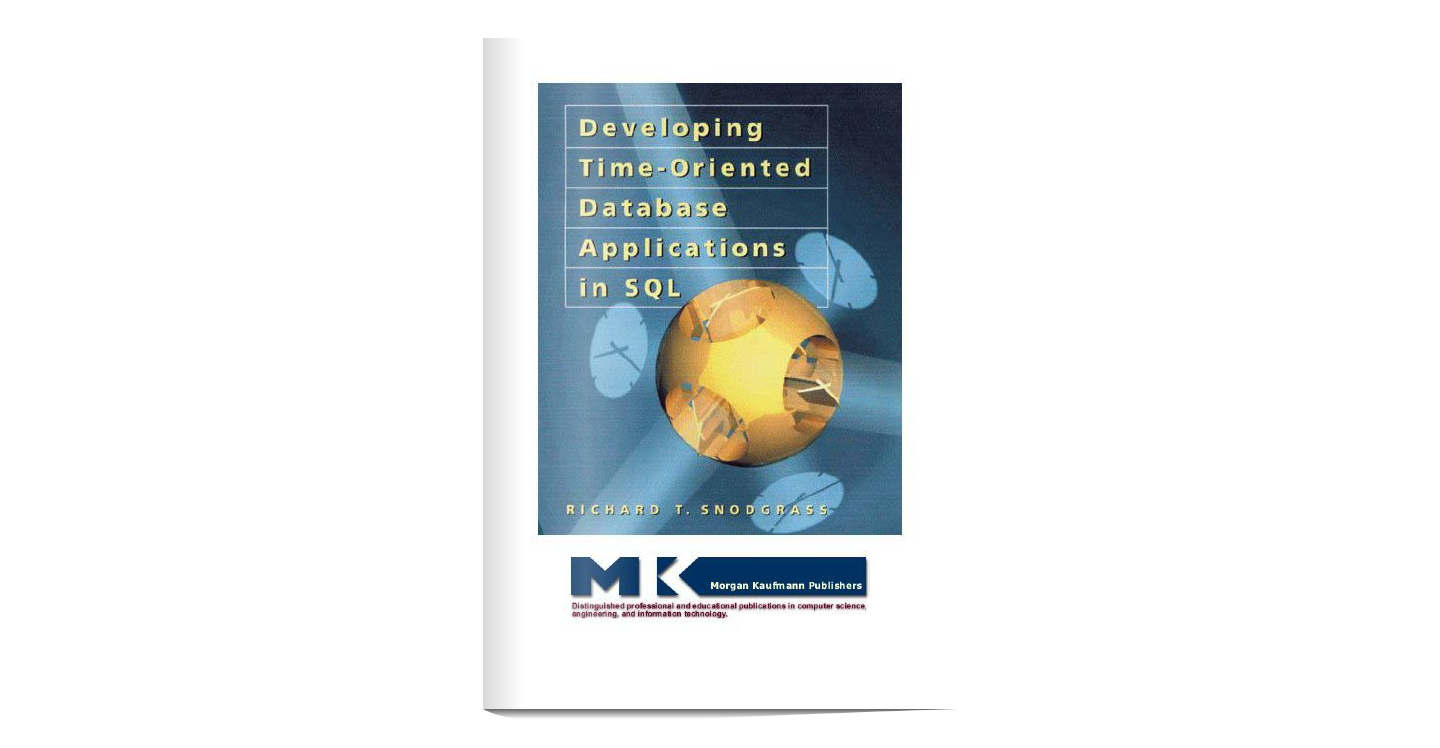 Developing
Time-Oriented
Database
Applications
in SQL
RICHARD T. SNODGRASS
MK
Morgan Kaufmann Publishers
Distinguished professional and educational publications in computer science,
engineering, and information technology.